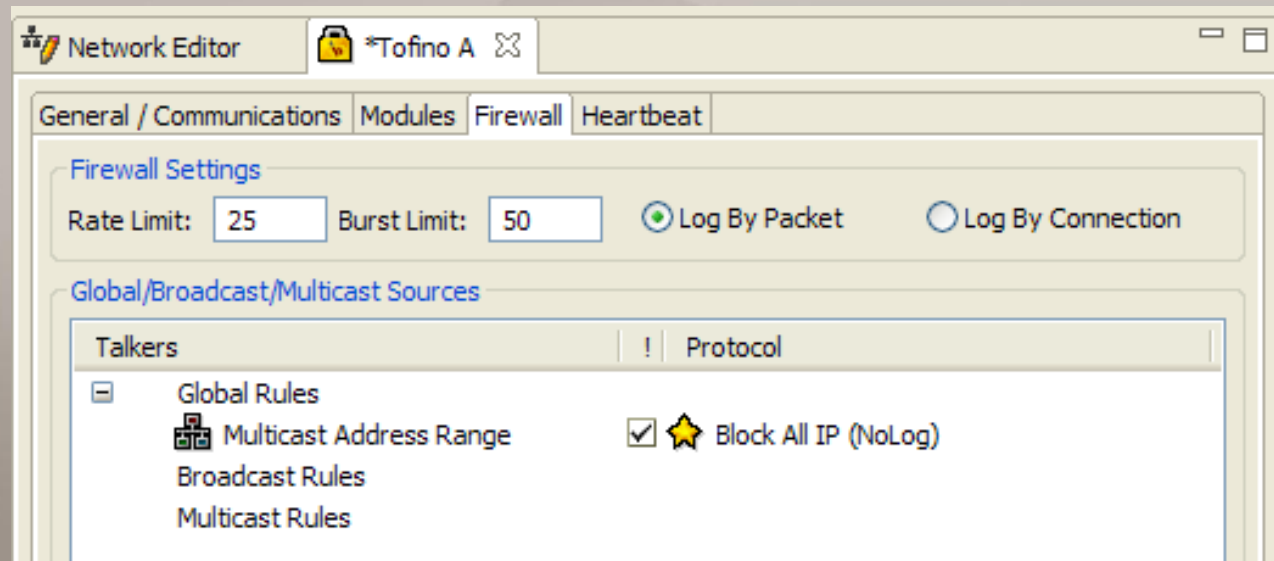 Network Editor *Tofino A
General / Communications Modules Firewall Heartbeat
Firewall Settings
Rate Limit: 25 Burst Limit: 50 Log By Packet Log By Connection
Global/Broadcast/Multicast Sources
Talkers ! Protocol
Global Rules
Multicast Address Range Block All IP (NoLog)
Broadcast Rules
Multicast Rules